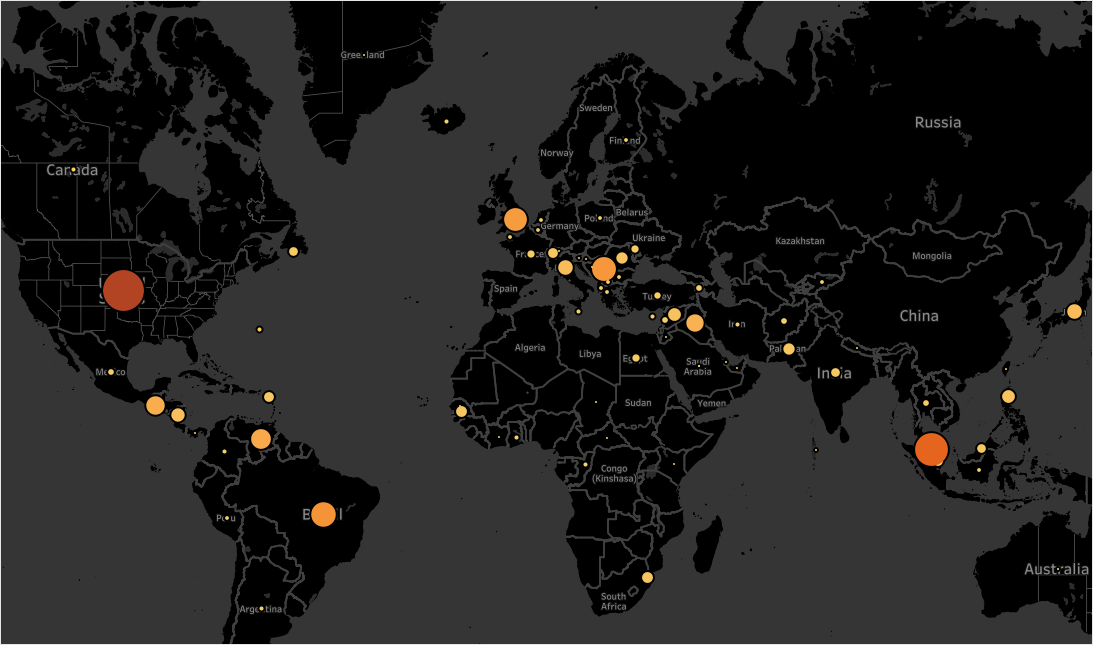 Greenland
Sweden
Russia
Finland
Norway
Canada
Poland
Belarus
Germany
Ukraine
France
Kazakhstan
Mongolia
Spain
Turkey
China
Iran
Algeria
Libya
Egypt
Pakistan
Saudi
Arabia
Mexico
India
Sudan
Yemen
Congo
(Kinshasa)
Brazil
Peru
Australia
South
Africa
Argentina